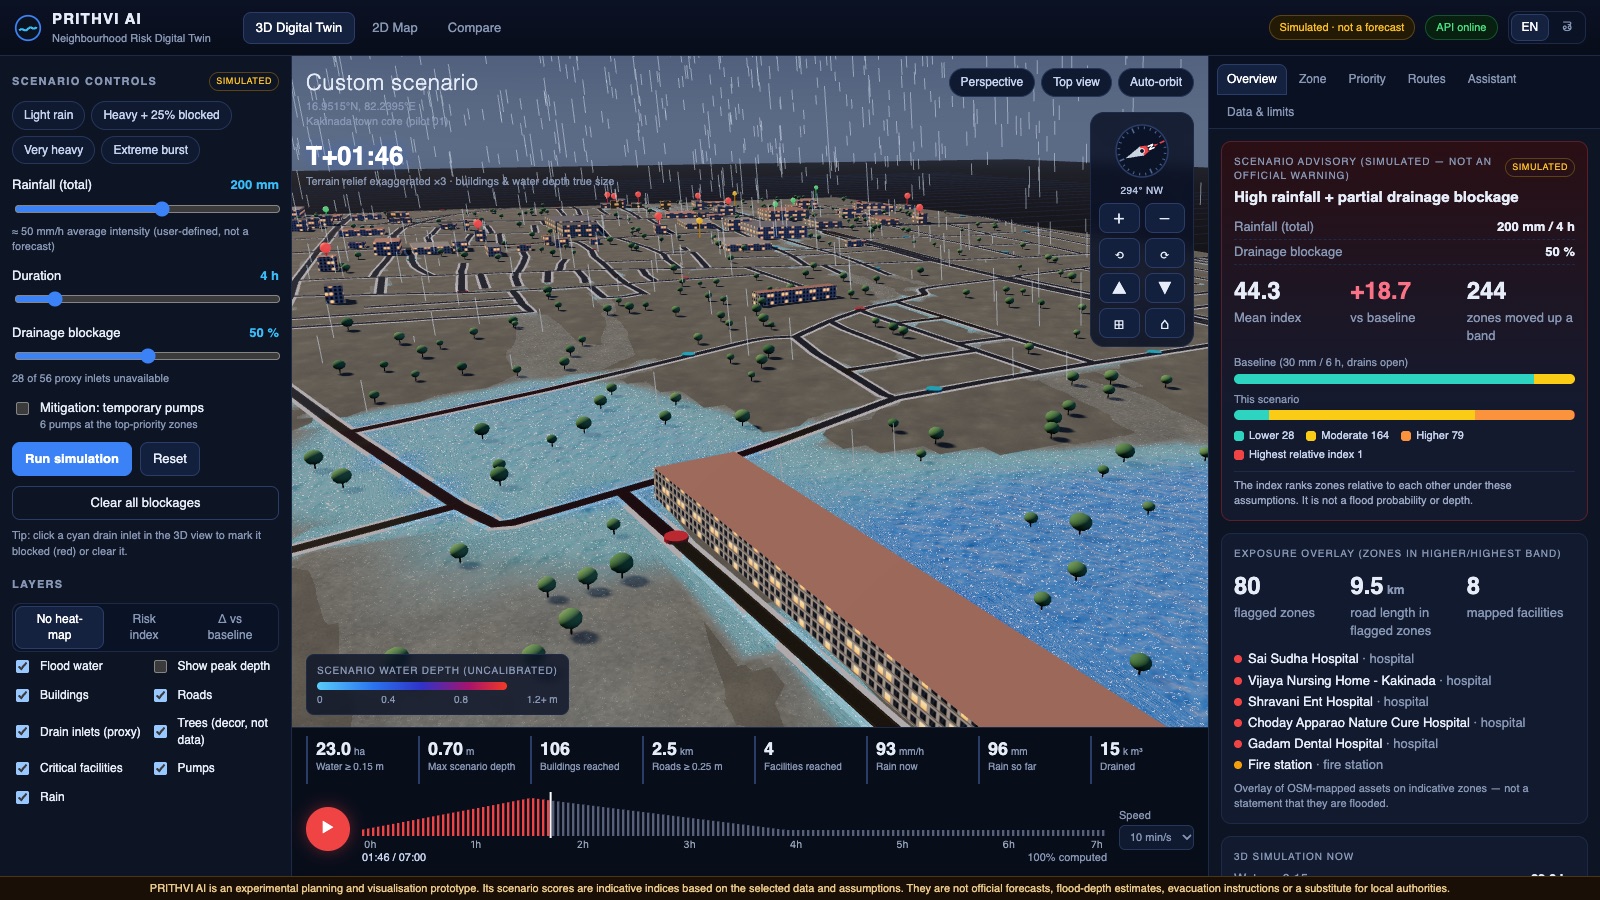 PRITHVI AI
Neighbourhood Risk Digital Twin
3D Digital Twin
2D Map
Compare
Simulated · not a forecast
API online
EN
SCENARIO CONTROLS
SIMULATED
Light rain
Heavy + 25% blocked
Very heavy
Extreme burst
Rainfall (total)
200 mm
≈ 50 mm/h average intensity (user-defined, not a
forecast)
Duration
4 h
Drainage blockage
50 %
28 of 56 proxy inlets unavailable
Mitigation: temporary pumps
6 pumps at the top-priority zones
Run simulation
Reset
Clear all blockages
Tip: click a cyan drain inlet in the 3D view to mark it
blocked (red) or clear it.
LAYERS
No heat-
map
Risk
index
Δ vs
baseline
Flood water
Show peak depth
Buildings
Roads
Drain inlets (proxy)
Trees (decor, not
data)
Critical facilities
Pumps
Rain
Custom scenario
16.9515°N, 82.2395°E
Kakinada town core (pilot 01)
T+01:46
Terrain relief exaggerated ×3 · buildings & water depth true size
Perspective
Top view
Auto-orbit
294° NW
SCENARIO WATER DEPTH (UNCALIBRATED)
0
0.4
0.8
1.2+ m
23.0 ha
Water ≥ 0.15 m
0.70 m
Max scenario depth
106
Buildings reached
2.5 km
Roads ≥ 0.25 m
4
Facilities reached
93 mm/h
Rain now
96 mm
Rain so far
15 k m³
Drained
0h
1h
2h
3h
4h
5h
6h
7h
01:46 / 07:00
100% computed
Speed
10 min/s
Overview
Zone
Priority
Routes
Assistant
Data & limits
SCENARIO ADVISORY (SIMULATED — NOT AN
OFFICIAL WARNING)
SIMULATED
High rainfall + partial drainage blockage
Rainfall (total)
200 mm / 4 h
Drainage blockage
50 %
44.3
Mean index
+18.7
vs baseline
244
zones moved up a
band
Baseline (30 mm / 6 h, drains open)
This scenario
Lower 28
Moderate 164
Higher 79
Highest relative index 1
The index ranks zones relative to each other under these
assumptions. It is not a flood probability or depth.
EXPOSURE OVERLAY (ZONES IN HIGHER/HIGHEST BAND)
80
flagged zones
9.5 km
road length in
flagged zones
8
mapped facilities
Sai Sudha Hospital · hospital
Vijaya Nursing Home - Kakinada · hospital
Shravani Ent Hospital · hospital
Choday Apparao Nature Cure Hospital · hospital
Gadam Dental Hospital · hospital
Fire station · fire station
Overlay of OSM-mapped assets on indicative zones — not a
statement that they are flooded.
3D SIMULATION NOW
PRITHVI AI is an experimental planning and visualisation prototype. Its scenario scores are indicative indices based on the selected data and assumptions. They are not official forecasts, flood-depth estimates, evacuation instructions or a substitute for local authorities.